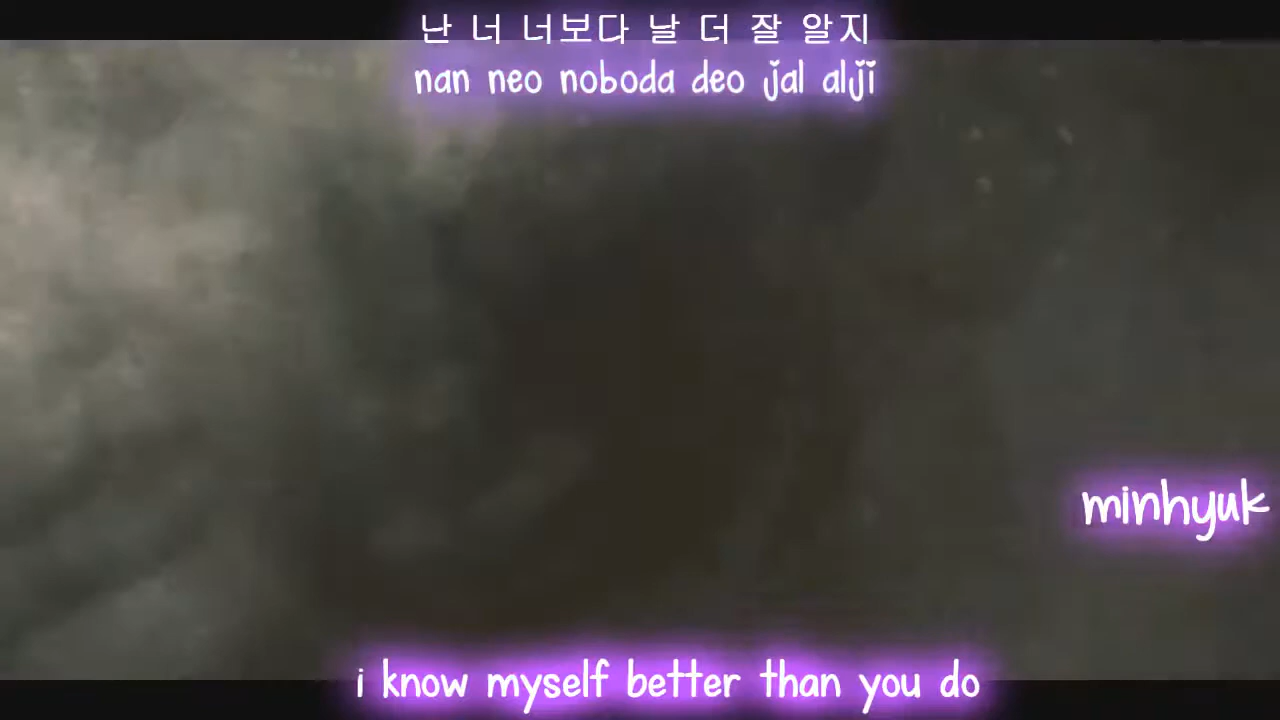 난 너 너보다 날 더 잘 알지
nan neo noboda deo jal alji
minhyuk
i know myself better than you do